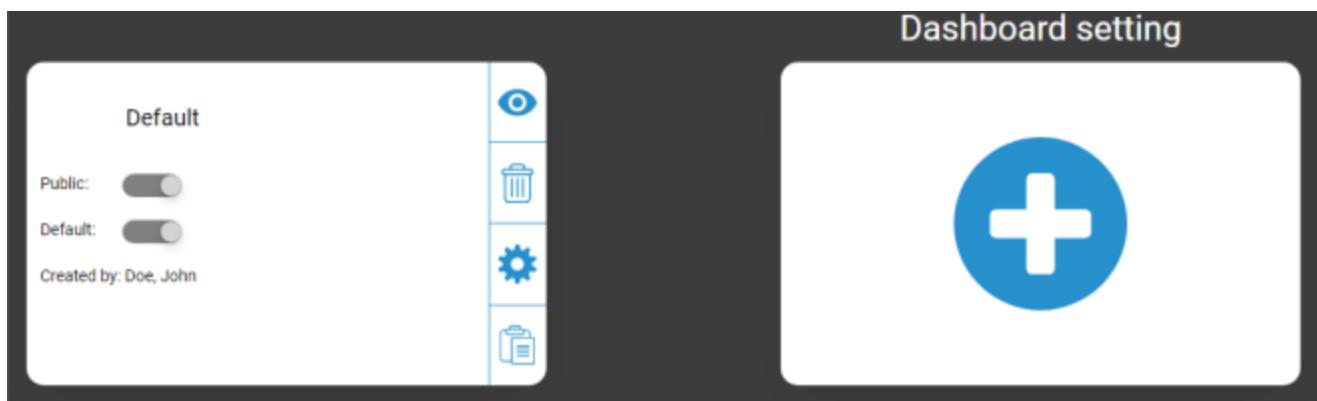 Dashboard setting
Default
Public:
Default:
Created by: Doe, John